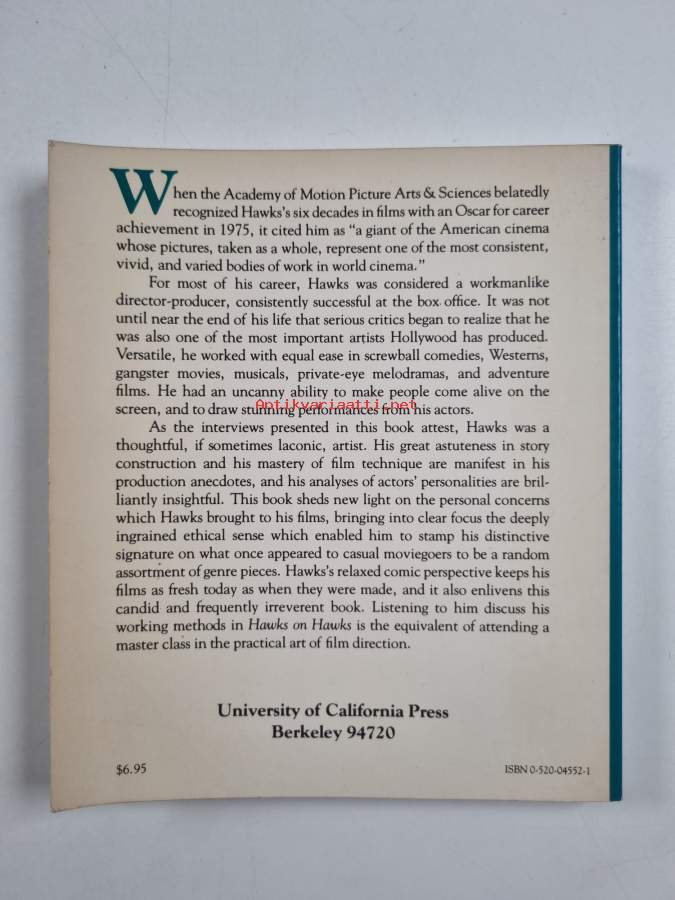 When the Academy of Motion Picture Arts & Sciences belatedly
recognized Hawks's six decades in films with an Oscar for career
achievement in 1975, it cited him as "a giant of the American cinema
whose pictures, taken as a whole, represent one of the most consistent,
vivid, and varied bodies of work in world cinema."
For most of his career, Hawks was considered a workmanlike
director-producer, consistently successful at the box office. It was not
until near the end of his life that serious critics began to realize that he
was also one of the most important artists Hollywood has produced.
Versatile, he worked with equal ease in screwball comedies, Westerns,
gangster movies, musicals, private-eye melodramas, and adventure
films. He had an uncanny ability to make people come alive on the
screen, and to draw stunning performances from his actors.
Antikvariaatti.net
As the interviews presented in this book attest, Hawks was a
thoughtful, if sometimes laconic, artist. His great astuteness in story
construction and his mastery of film technique are manifest in his
production anecdotes, and his analyses of actors' personalities are bril-
liantly insightful. This book sheds new light on the personal concerns
which Hawks brought to his films, bringing into clear focus the deeply
ingrained ethical sense which enabled him to stamp his distinctive
signature on what once appeared to casual moviegoers to be a random
assortment of genre pieces. Hawks's relaxed comic perspective keeps his
films as fresh today as when they were made, and it also enlivens this
candid and frequently irreverent book. Listening to him discuss his
working methods in Hawks on Hawks is the equivalent of attending a
master class in the practical art of film direction.
University of California Press
Berkeley 94720
$6.95
ISBN 0-520-04552-1